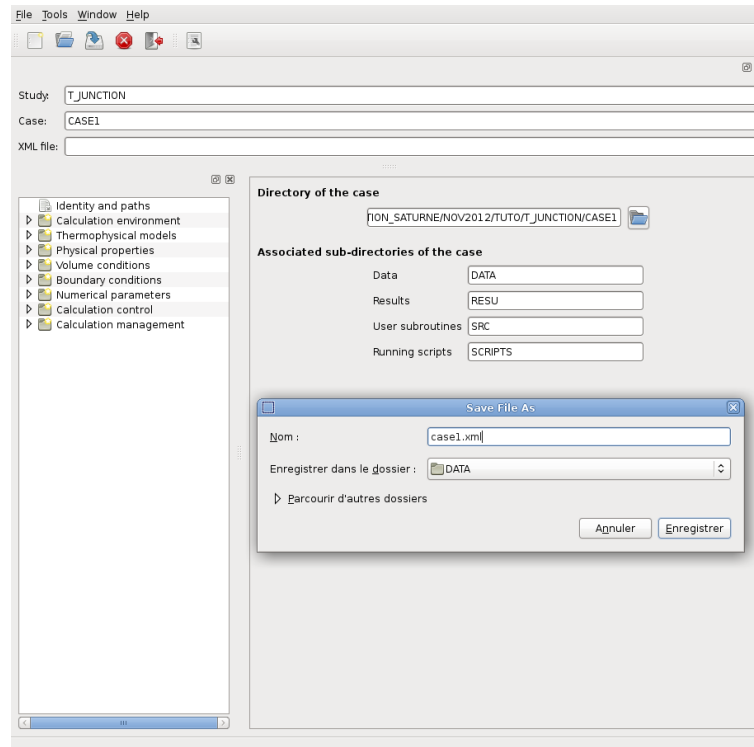 File Tools Window Help
Study: T_JUNCTION
Case: CASE1
XML file:
Identity and paths
Calculation environment
Thermophysical models
Physical properties
Volume conditions
Boundary conditions
Numerical parameters
Calculation control
Calculation management
Directory of the case
ION_SATURNE/NOV2012/TUTO/T_JUNCTION/CASE1
Associated sub-directories of the case
Data DATA
Results RESU
User subroutines SRC
Running scripts SCRIPTS
Save File As
Nom : case1.xml
Enregistrer dans le dossier : DATA
Parcourir d'autres dossiers
Annuler Enregistrer